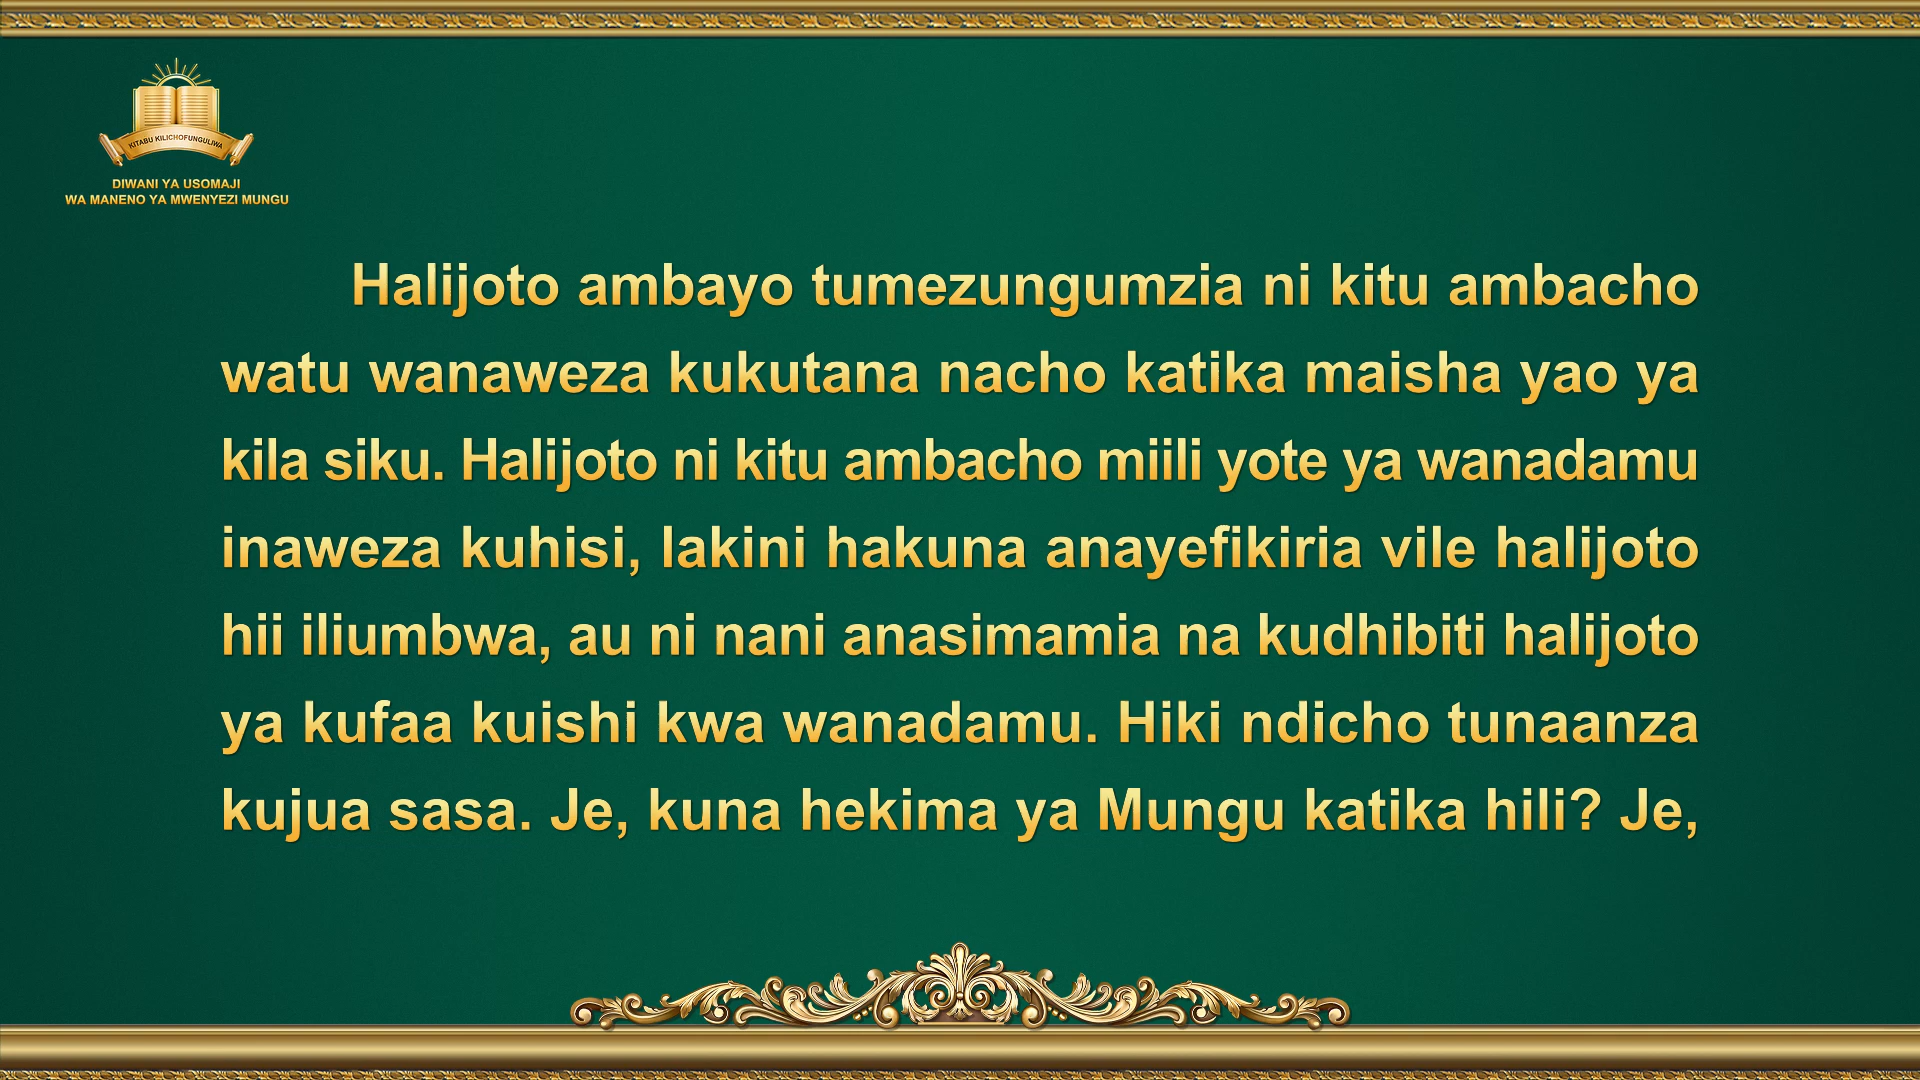 KITABU KILICHOFUNGULIWA
DIWANI YA USOMAJI
WA MANENO YA MWENYEZI MUNGU
Halijoto ambayo tumezungumzia ni kitu ambacho
watu wanaweza kukutana nacho katika maisha yao ya
kila siku. Halijoto ni kitu ambacho miili yote ya wanadamu
inaweza kuhisi, lakini hakuna anayefikiria vile halijoto
hii iliumbwa, au ni nani anasimamia na kudhibiti halijoto
ya kufaa kuishi kwa wanadamu. Hiki ndicho tunaanza
kujua sasa. Je, kuna hekima ya Mungu katika hili? Je,